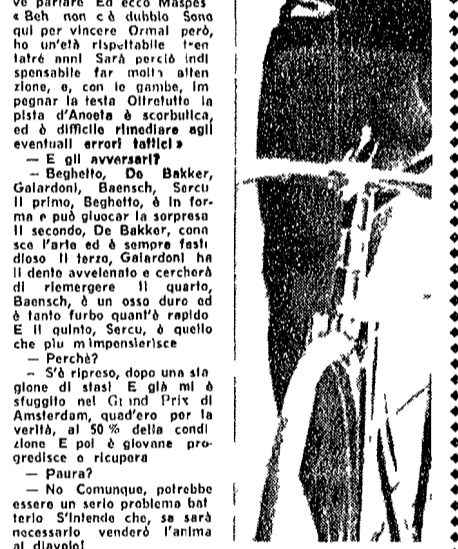 ve parlare Ed ecco Maspes
« Beh non c'è dubbio Sono
qui per vincere Ormai però,
ho un'età rispettabile tren
tatré anni Sarà perciò indi
spensabile far molta atten
zione, e, con le gambe, im
pegnar la testa Oltretutto la
pista d'Anoeta è scorbutica,
ed è difficile rimediare agli
eventuali errori tattici »
— E gli avversari?
— Beghetto, De Bakker,
Gaiardoni, Baensch, Sercu
Il primo, Beghetto, è in for-
ma e può giuocar la sorpresa
Il secondo, De Bakker, cono
sce l'arte ed è sempre fasti
dioso Il terzo, Gaiardoni ha
il dente avvelenato e cercherà
di riemergere Il quarto,
Baensch, è un osso duro ed
è tanto furbo quant'è rapido
E il quinto, Sercu, è quello
che più m'impensierisce
— Perchè?
— S'è ripreso, dopo una sta
gione di stasi E già mi è
sfuggito nel Grand Prix di
Amsterdam, quad'ero per la
verità, al 50 % della condi
zione E poi è giovane pro-
gredisce e ricupera
— Paura?
— No Comunque, potrebbe
essere un serio problema bat
terlo S'intende che, se sarà
necessario venderò l'anima
al diavolo!